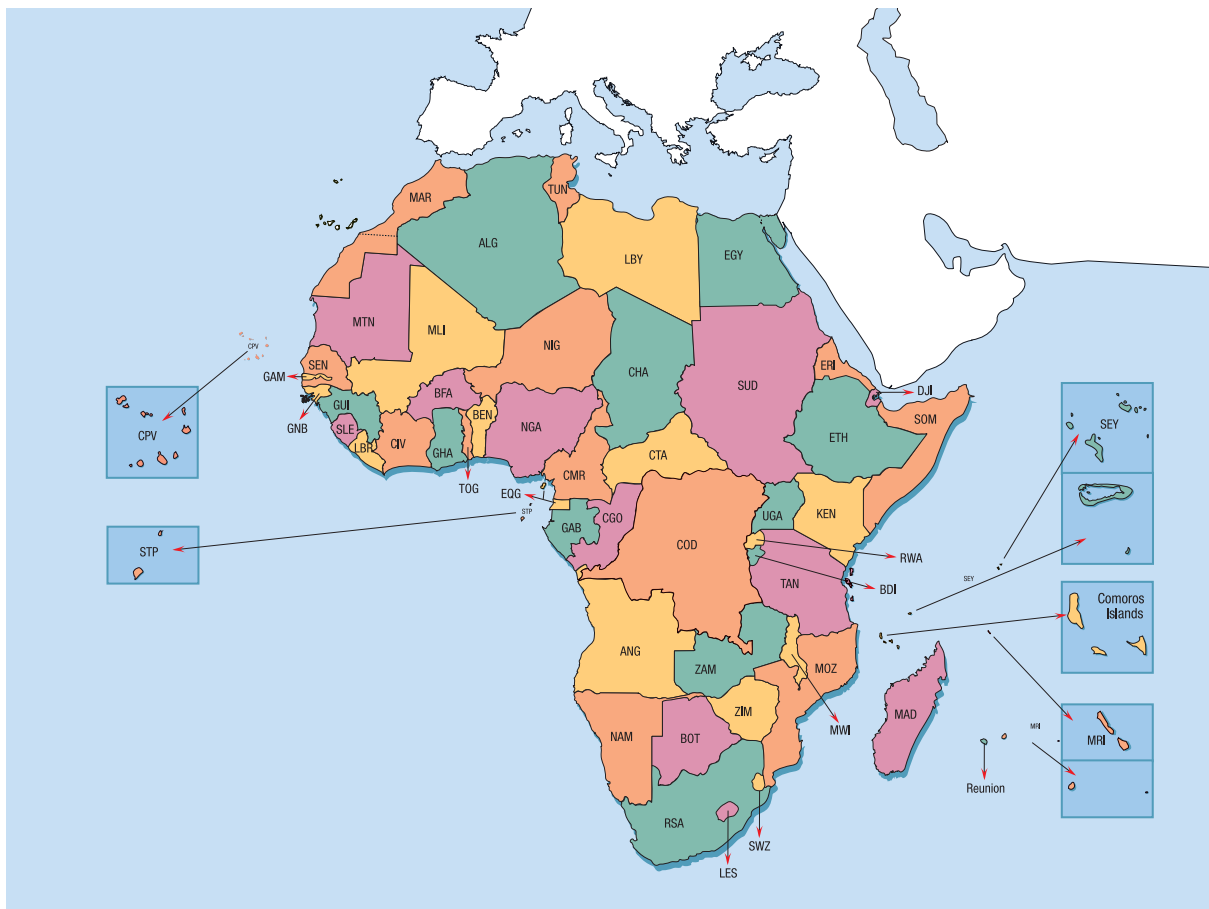 MAR
TUN
ALG
LBY
EGY
MTN
MLI
NIG
CPV
SEN
GAM
CHA
SUD
ERI
DJI
BFA
GUI
BEN
SOM
SEY
GNB
SLE
NGA
ETH
CPV
LBR
CIV
GHA
CTA
CMR
TOG
EQG
STP
CGO
UGA
KEN
GAB
COD
STP
RWA
SEY
TAN
BDI
Comoros
Islands
ANG
ZAM
MOZ
MAD
ZIM
MWI
MRI
NAM
BOT
MRI
Reunion
RSA
SWZ
LES